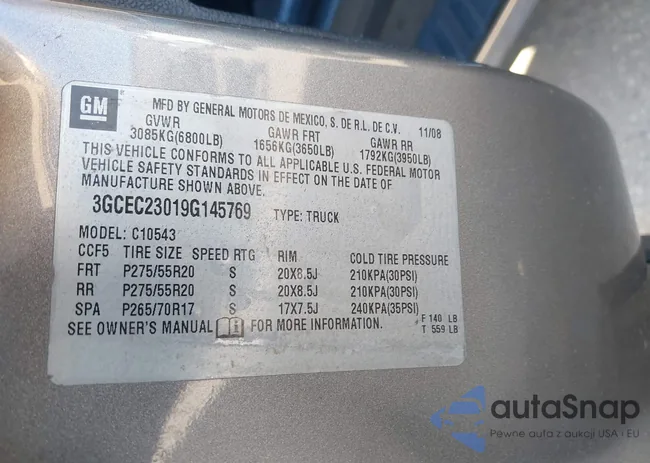 GM
MFD BY GENERAL MOTORS DE MEXICO, S. DE R.L. DE C.V. 11/08
GVWR GAWR FRT GAWR RR
3085KG(6800LB) 1656KG(3650LB) 1792KG(3950LB)
THIS VEHICLE CONFORMS TO ALL APPLICABLE U.S. FEDERAL MOTOR
VEHICLE SAFETY STANDARDS IN EFFECT ON THE DATE OF
MANUFACTURE SHOWN ABOVE.
3GCEC23019G145769 TYPE: TRUCK
MODEL: C10543
CCF5 TIRE SIZE SPEED RTG RIM COLD TIRE PRESSURE
FRT P275/55R20 S 20X8.5J 210KPA(30PSI)
RR P275/55R20 S 20X8.5J 210KPA(30PSI)
SPA P265/70R17 S 17X7.5J 240KPA(35PSI)
SEE OWNER'S MANUAL FOR MORE INFORMATION.
F 140 LB
T 559 LB
autaSnap
Pewne auta z aukcji USA i EU